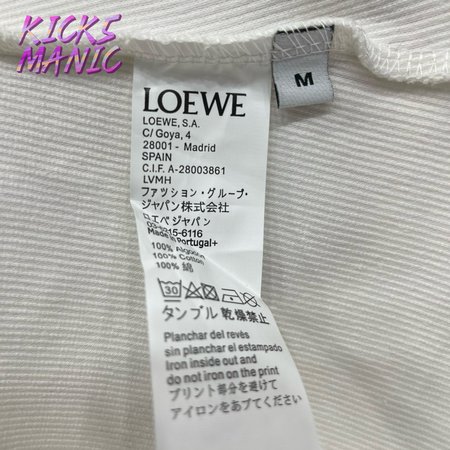 KICKS
MANIC
M
LOEWE
LOEWE, S.A.
C/ Goya, 4
28001 - Madrid
SPAIN
C.I.F. A-28003861
LVMH
ファッション・グループ・
ジャパン株式会社
ロエベジャパン
6116
Made in Portugal+
100% Algodon
100% Cotton
100% 綿
30
タンブル乾燥禁止
Planchar del revés
sin planchar el estampado
Iron inside out and
do not iron on the print
プリント部分を避けて
アイロンをあててください